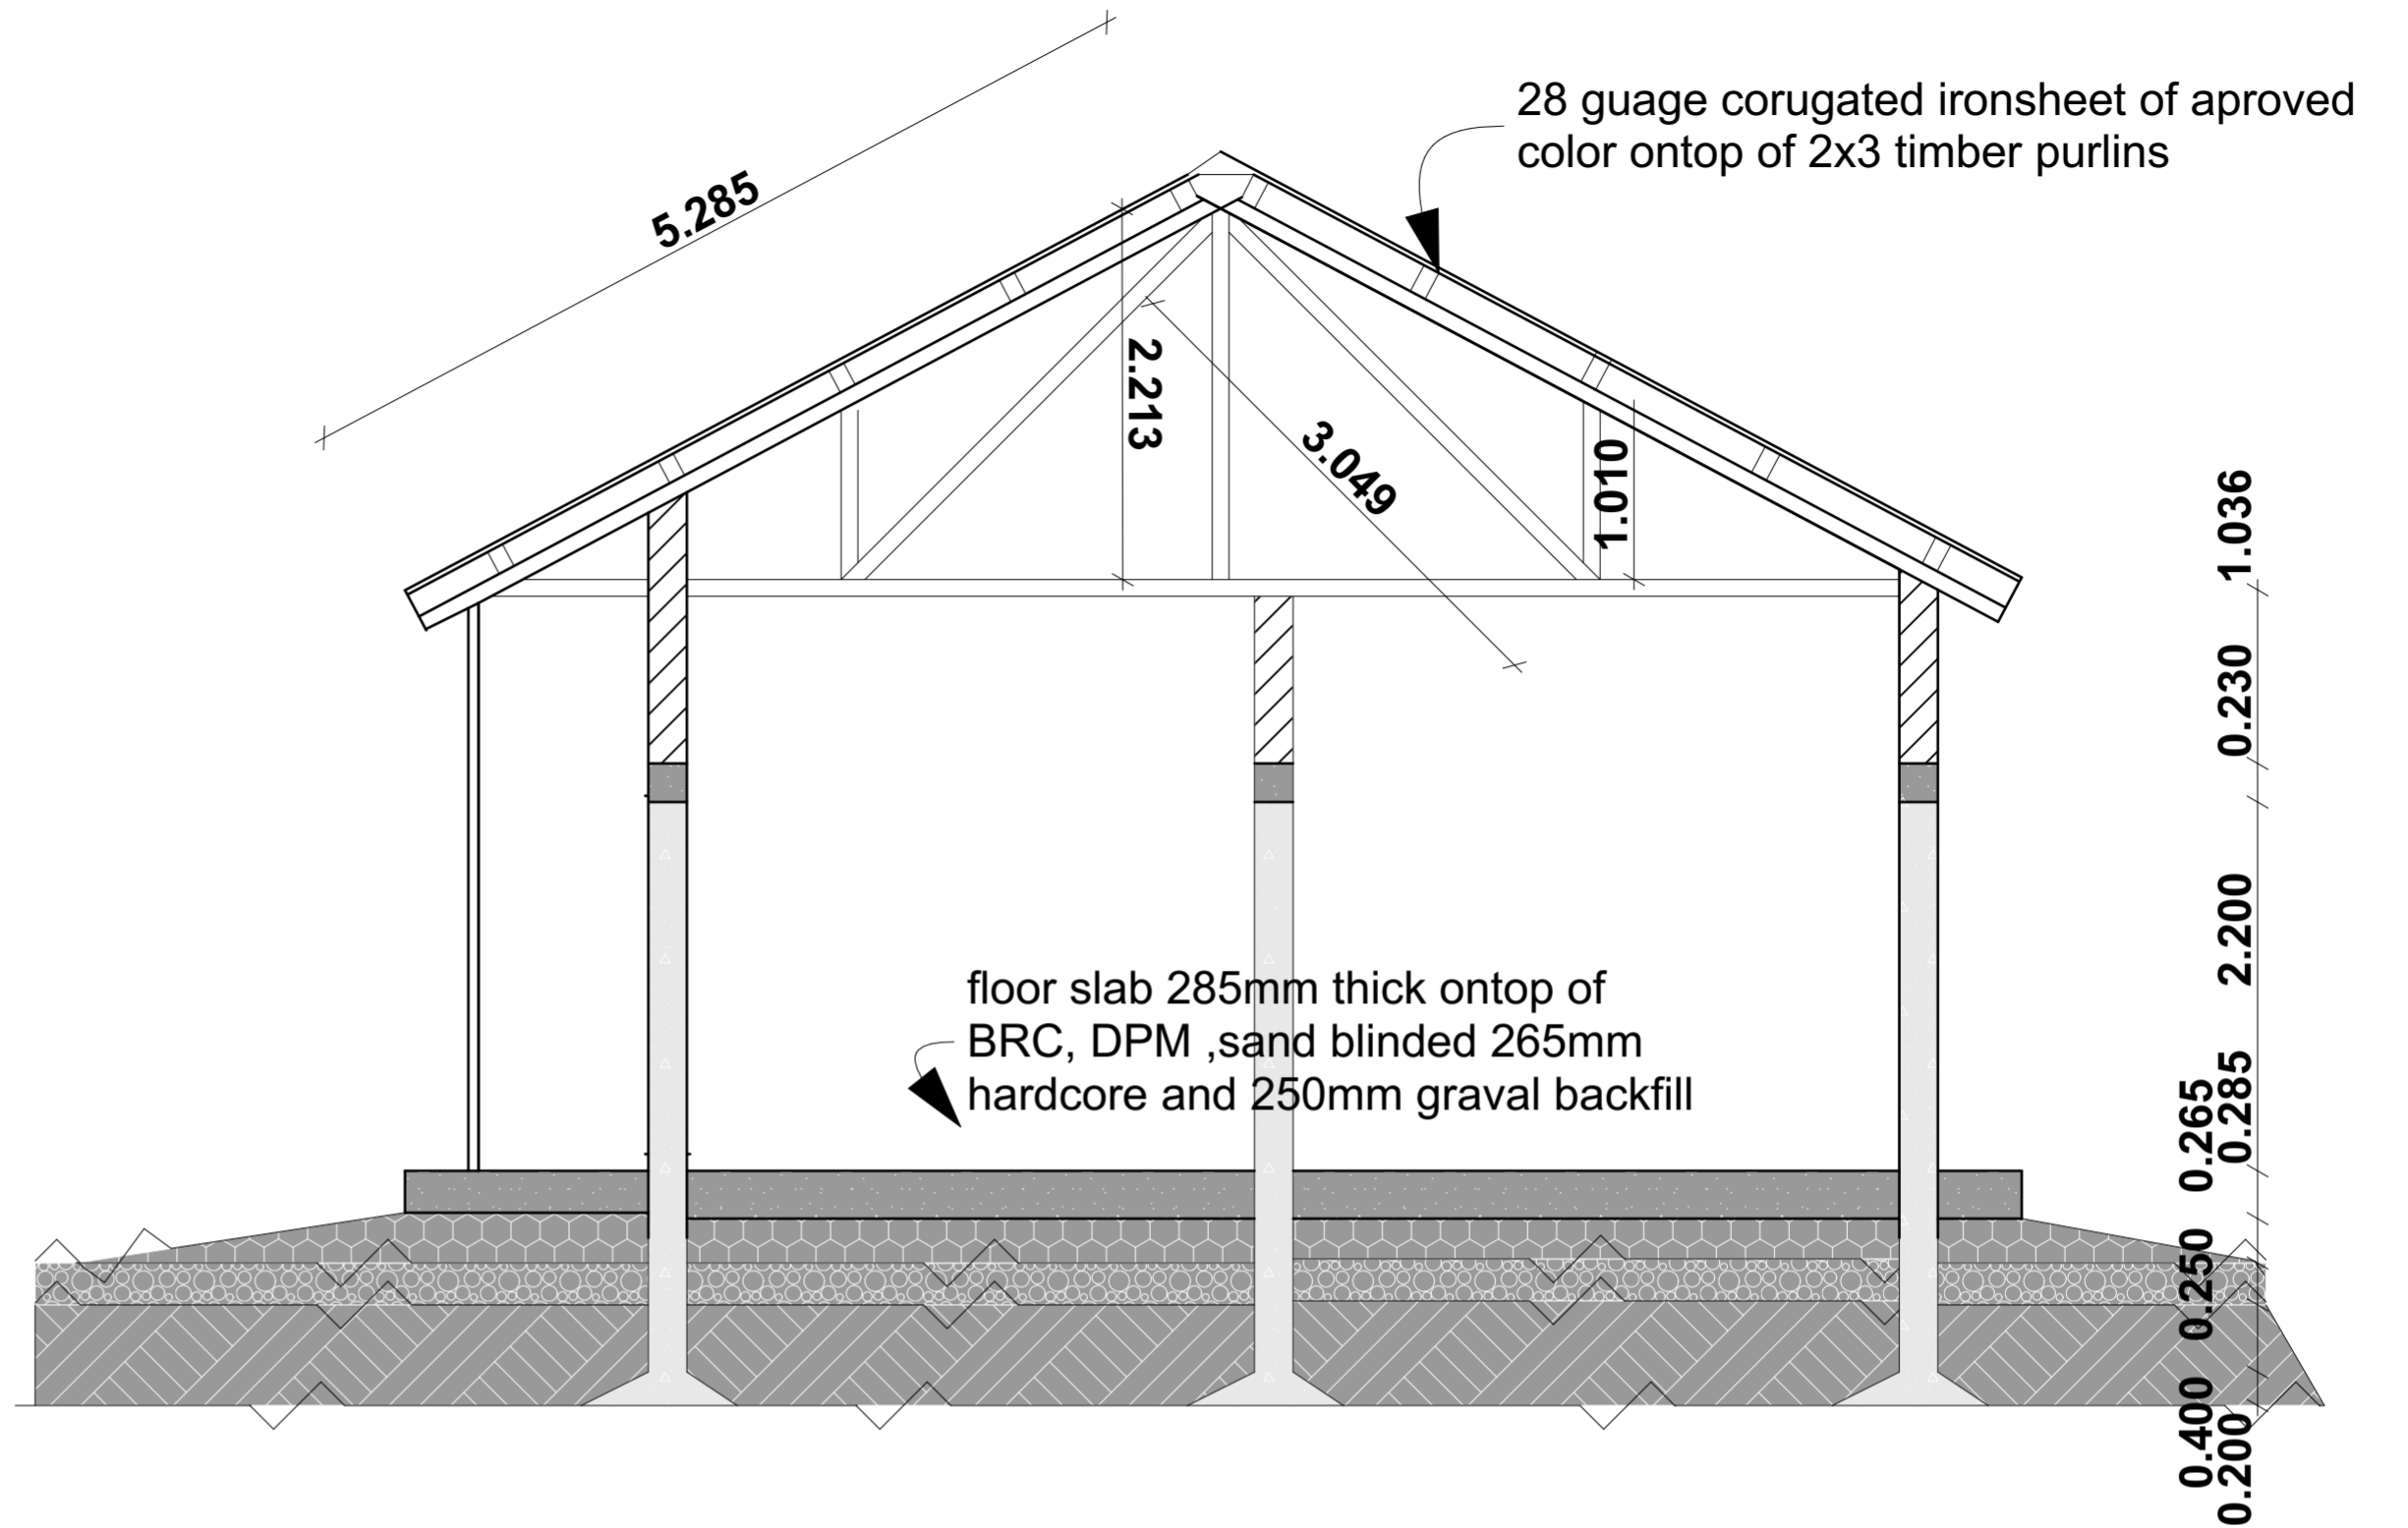 28 guage corugated ironsheet of aproved
color ontop of 2x3 timber purlins
5.285
2.213
3.049
1.010
1.036
0.230
2.200
floor slab 285mm thick ontop of
BRC, DPM ,sand blinded 265mm
hardcore and 250mm graval backfill
0.285
0.265
0.250
0.400
0.200